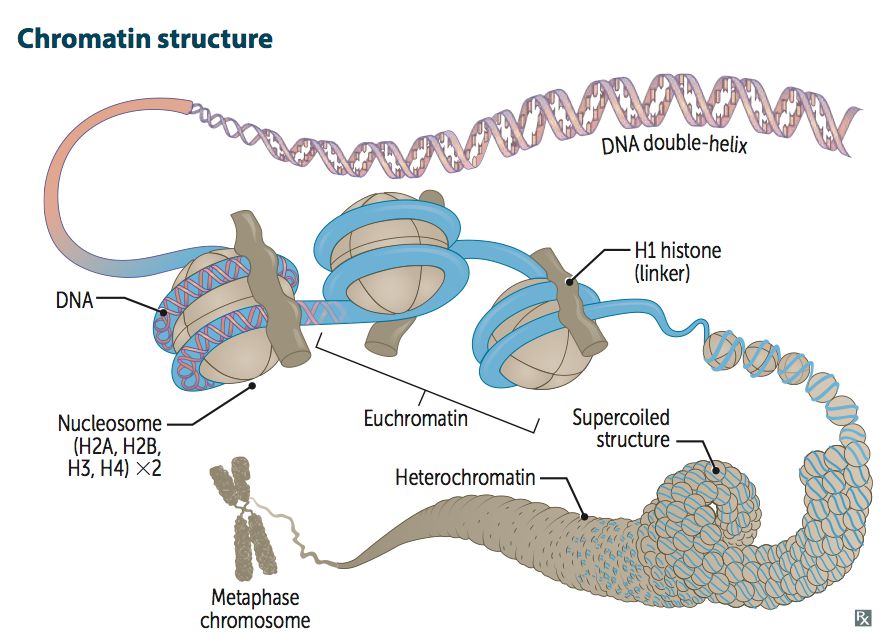 Chromatin structure
DNA double-helix
H1 histone
(linker)
DNA
Euchromatin
Nucleosome
(H2A, H2B,
H3, H4) ×2
Supercoiled
structure
Heterochromatin
Metaphase
chromosome
Rx